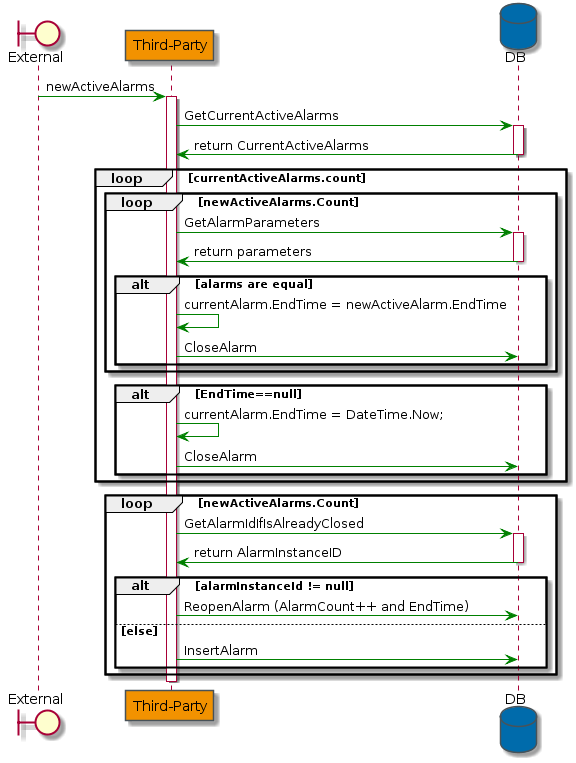 External
Third-Party
DB
newActiveAlarms
GetCurrentActiveAlarms
return CurrentActiveAlarms
loop [currentActiveAlarms.count]
loop [newActiveAlarms.Count]
GetAlarmParameters
return parameters
alt [alarms are equal]
currentAlarm.EndTime = newActiveAlarm.EndTime
CloseAlarm
alt [EndTime==null]
currentAlarm.EndTime = DateTime.Now;
CloseAlarm
loop [newActiveAlarms.Count]
GetAlarmIdIfIsAlreadyClosed
return AlarmInstanceID
alt [alarmInstanceId != null]
ReopenAlarm (AlarmCount++ and EndTime)
[else]
InsertAlarm
External
Third-Party
DB